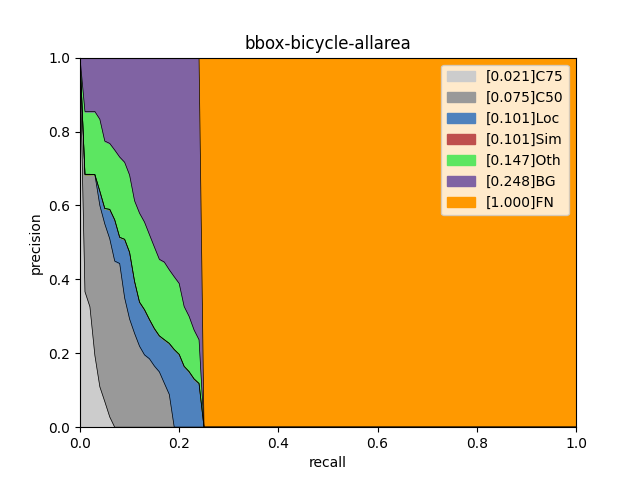 bbox-bicycle-allarea
[0.021]C75
[0.075]C50
[0.101]Loc
[0.101]Sim
[0.147]Oth
[0.248]BG
[1.000]FN
precision
1.0
0.8
0.6
0.4
0.2
0.0
0.0 0.2 0.4 0.6 0.8 1.0
recall